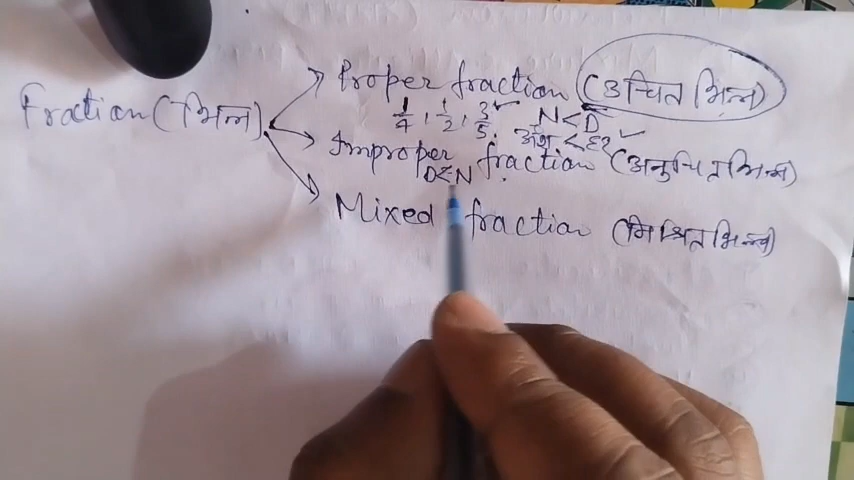 Proper fraction (उचित भिन्न)
Fraction (भिन्न)
1/4, 1/2, 3/5 ✓ N < D
अंश < हर ✓
Improper fraction (अनुचित भिन्न)
D < N
Mixed fraction (मिश्रित भिन्न)